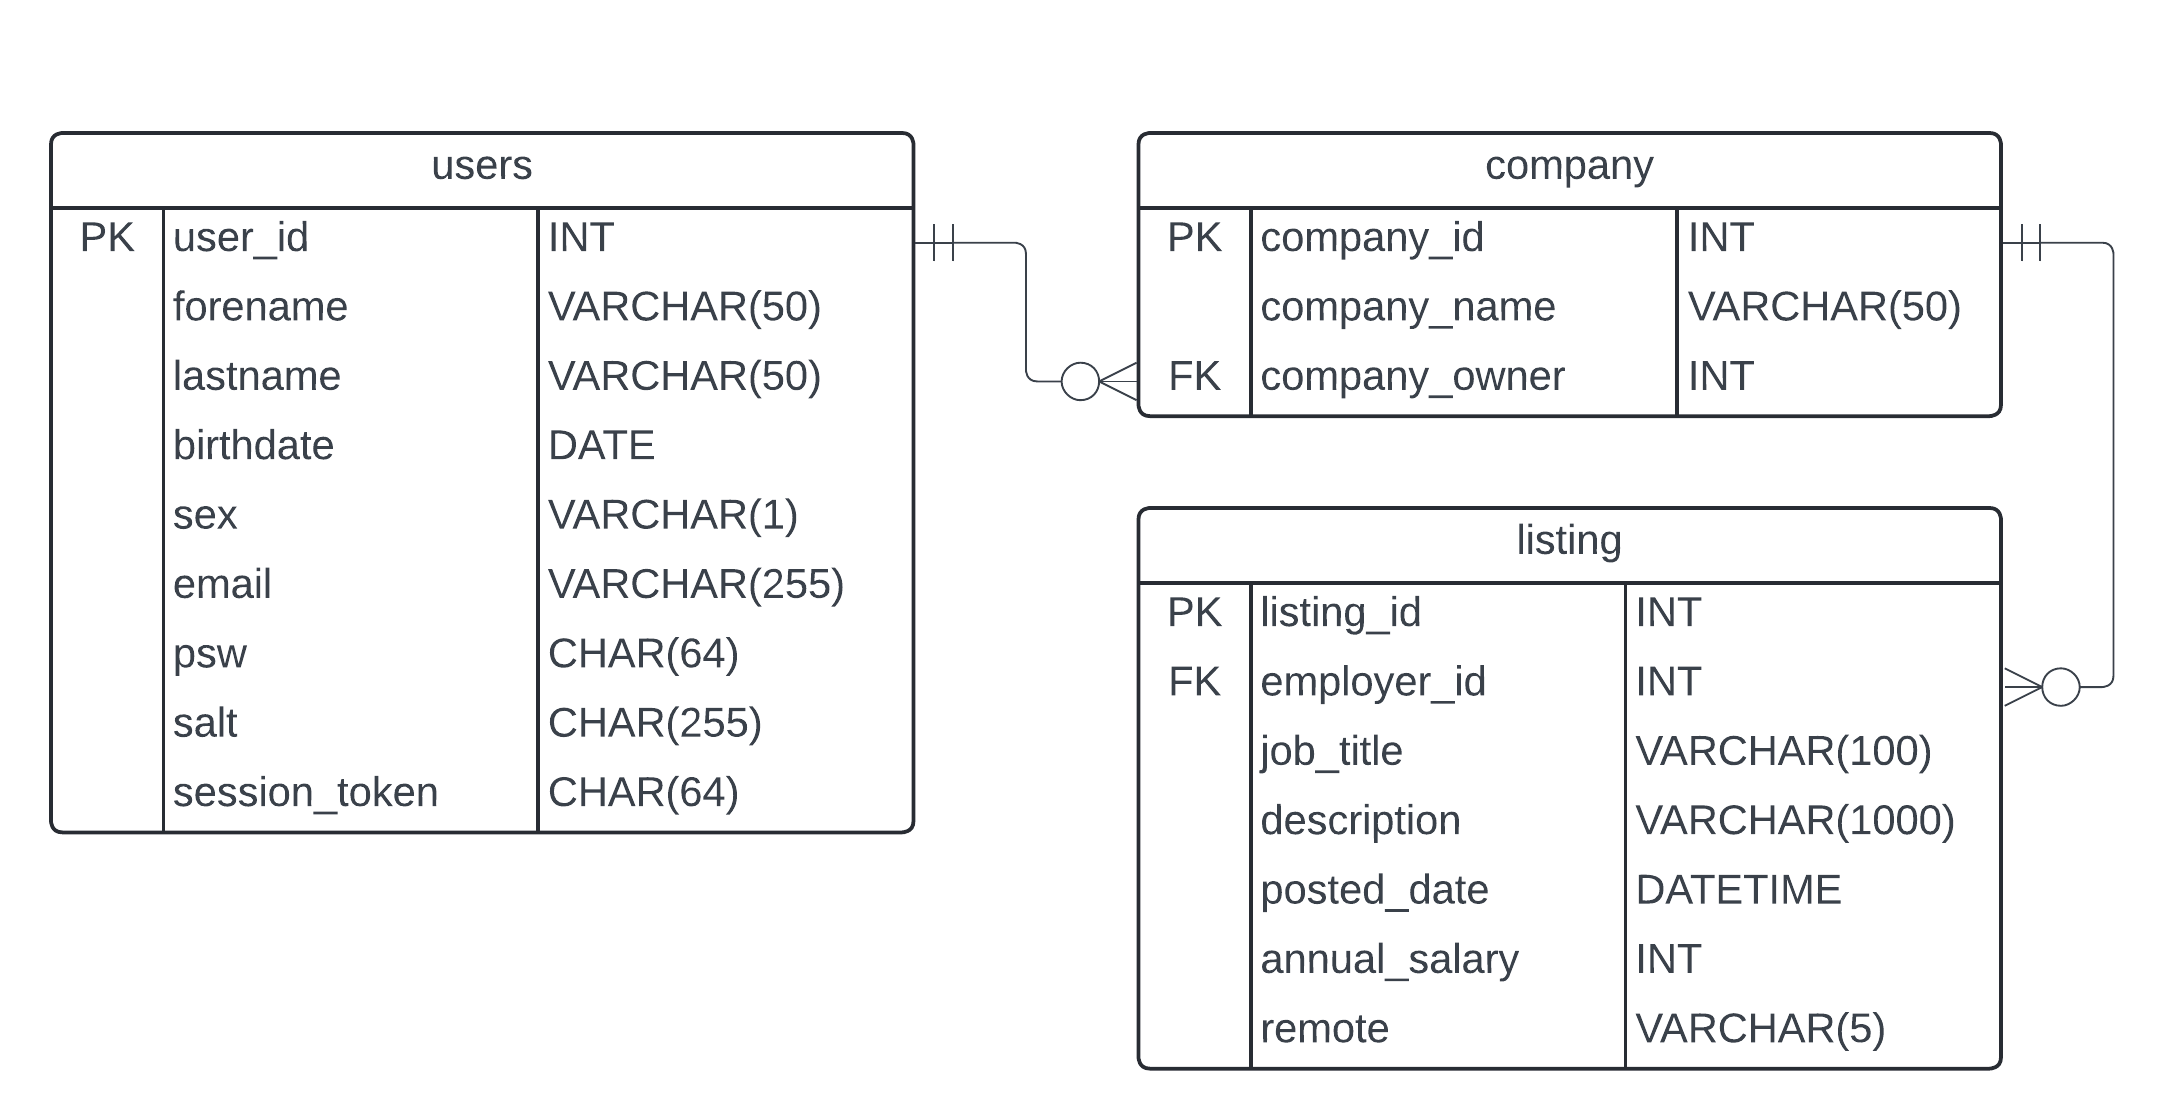 users
PK user_id INT
forename VARCHAR(50)
lastname VARCHAR(50)
birthdate DATE
sex VARCHAR(1)
email VARCHAR(255)
psw CHAR(64)
salt CHAR(255)
session_token CHAR(64)
company
PK company_id INT
company_name VARCHAR(50)
FK company_owner INT
listing
PK listing_id INT
FK employer_id INT
job_title VARCHAR(100)
description VARCHAR(1000)
posted_date DATETIME
annual_salary INT
remote VARCHAR(5)